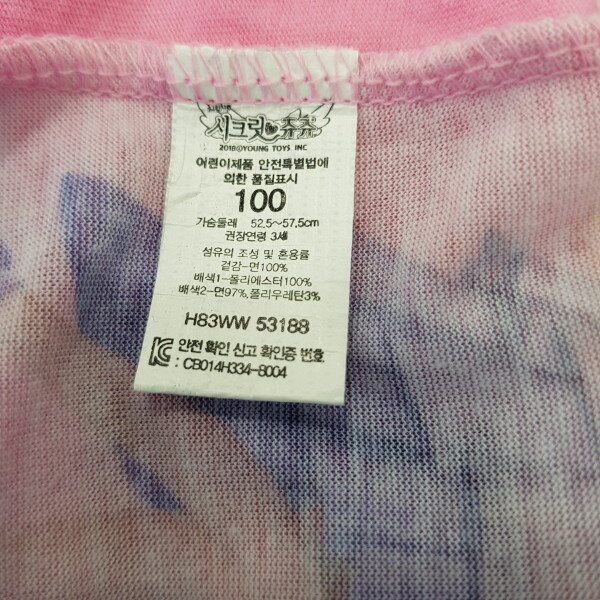 시크릿 쥬쥬
2018©YOUNG TOYS INC
어린이제품 안전특별법에
의한 품질표시
100
가슴둘레 52.5~57.5cm
권장연령 3세
섬유의 조성 및 혼용률
겉감-면100%
배색1-폴리에스터100%
배색2-면97%,폴리우레탄3%
H83WW 53188
안전 확인 신고 확인증 번호
: CB014H334-8004